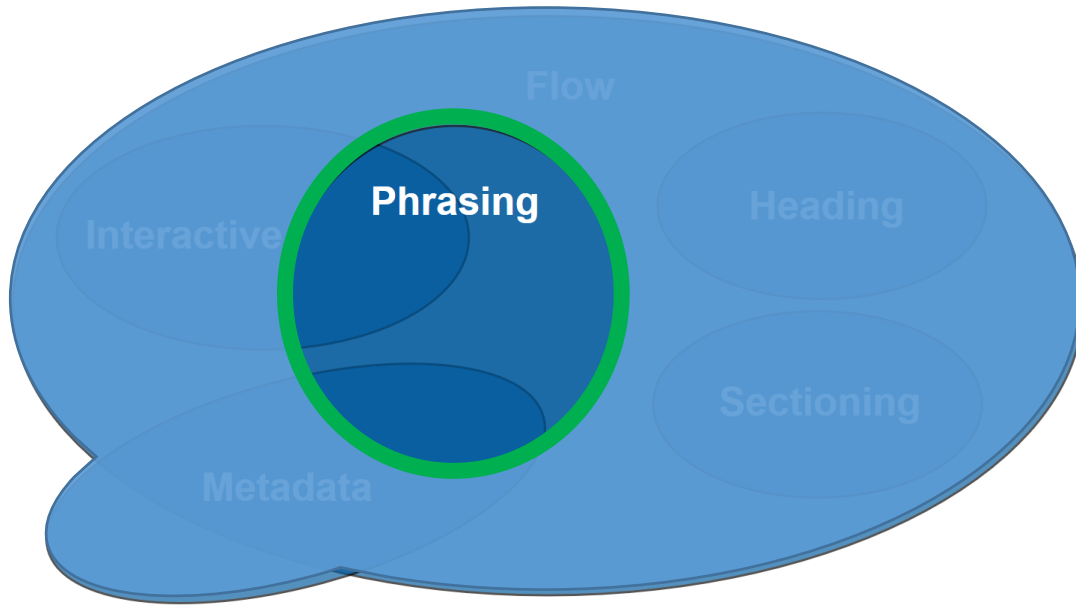 Flow
Phrasing
Heading
Interactive
Sectioning
Metadata